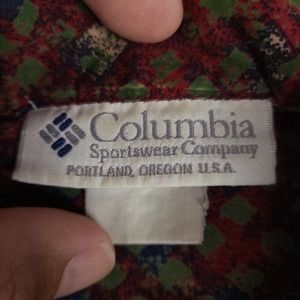 Columbia
Sportswear Company
PORTLAND, OREGON U.S.A.